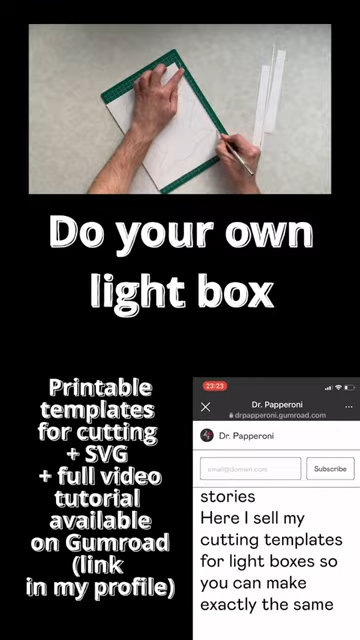 Do your own
light box
Printable
templates
for cutting
+ SVG
+ full video
tutorial
available
on Gumroad
(link
in my profile)
23:23
Dr. Papperoni
drpapperoni.gumroad.com
Dr. Papperoni
email@domain.com
Subscribe
stories
Here I sell my
cutting templates
for light boxes so
you can make
exactly the same